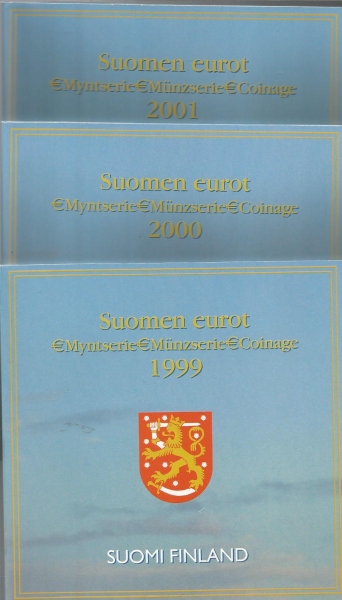 Suomen eurot
€Myntserie€Münzserie€Coinage
2001
Suomen eurot
€Myntserie€Münzserie€Coinage
2000
Suomen eurot
€Myntserie€Münzserie€Coinage
1999
SUOMI FINLAND